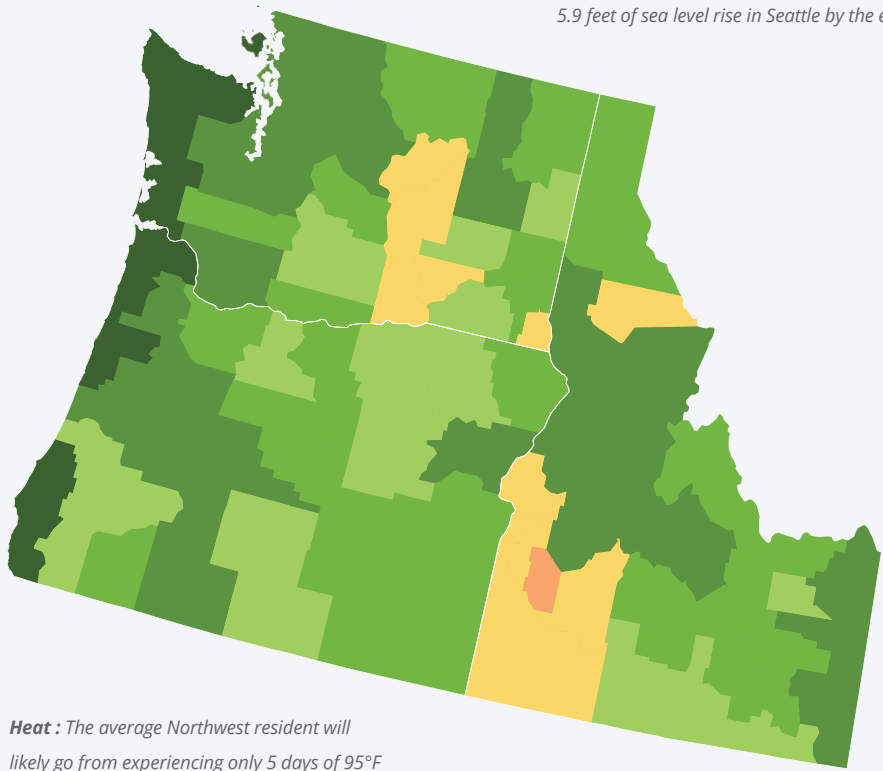 5.9 feet of sea level rise in Seattle by the
Heat : The average Northwest resident will
likely go from experiencing only 5 days of 95°F